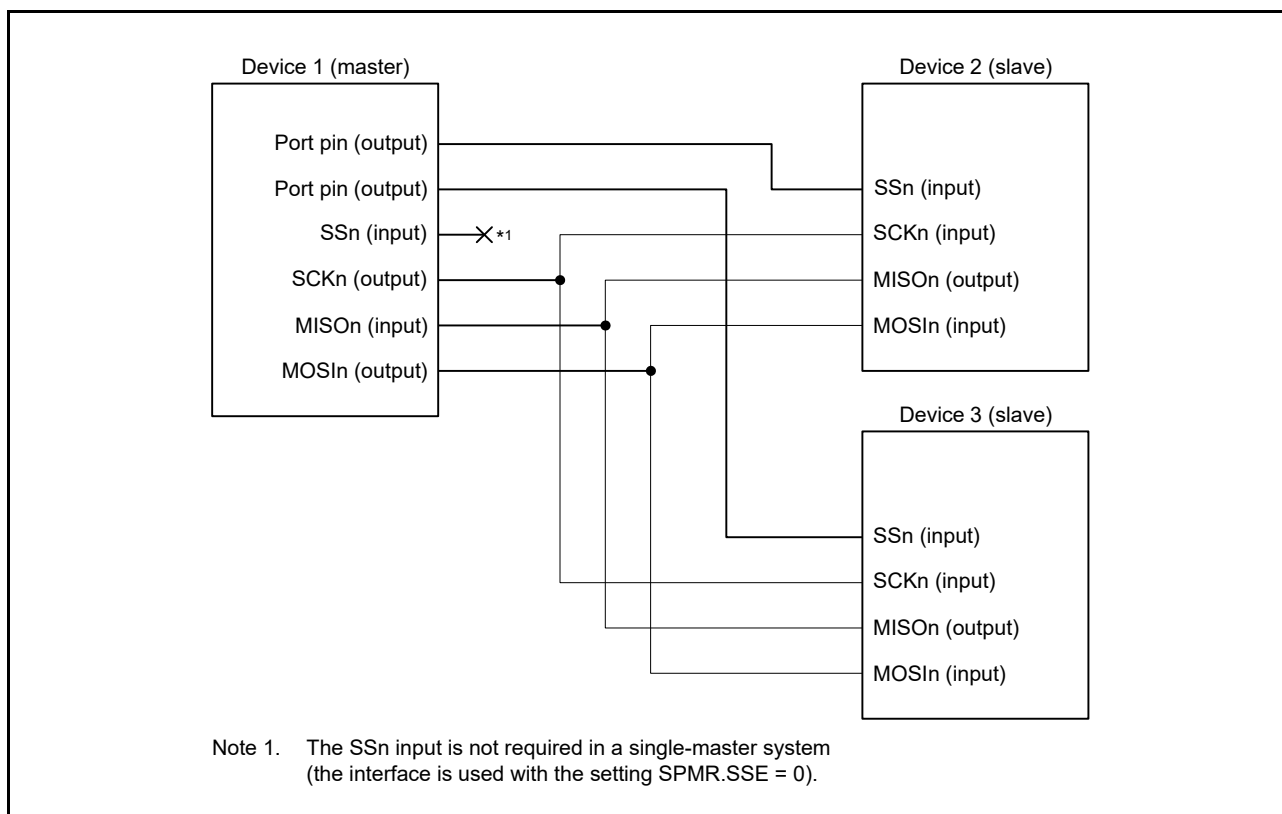 Device 1 (master)
Port pin (output)
Port pin (output)
SSn (input)
*1
SCKn (output)
MISOn (input)
MOSIn (output)
Device 2 (slave)
SSn (input)
SCKn (input)
MISOn (output)
MOSIn (input)
Device 3 (slave)
SSn (input)
SCKn (input)
MISOn (output)
MOSIn (input)
Note 1. The SSn input is not required in a single-master system
(the interface is used with the setting SPMR.SSE = 0).